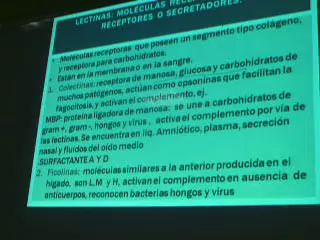 LECTINAS: MOLÉCULAS RECE
RECEPTORES O SECRETADORES.
• Moleculas receptoras que poseen un segmento tipo colágeno,
y receptora para carbohidratos.
• Están en la membrana o en la sangre.
1. Colectinas: receptora de manosa, glucosa y carbohidratos de
muchos patógenos, actúan como opsoninas que facilitan la
fagocitosis, y activan el complemento, ej.
MBP: proteína ligadora de manosa: se une a carbohidratos de
gram +, gram -, hongos y virus , activa el complemento por vía de
las lectinas. Se encuentra en liq. Amniótico, plasma, secreción
nasal y fluidos del oído medio
.SURFACTANTE A Y D
2. Ficolinas: moléculas similares a la anterior producida en el
hígado, son L,M y H, activan el complemento en ausencia de
anticuerpos, reconocen bacterias hongos y virus